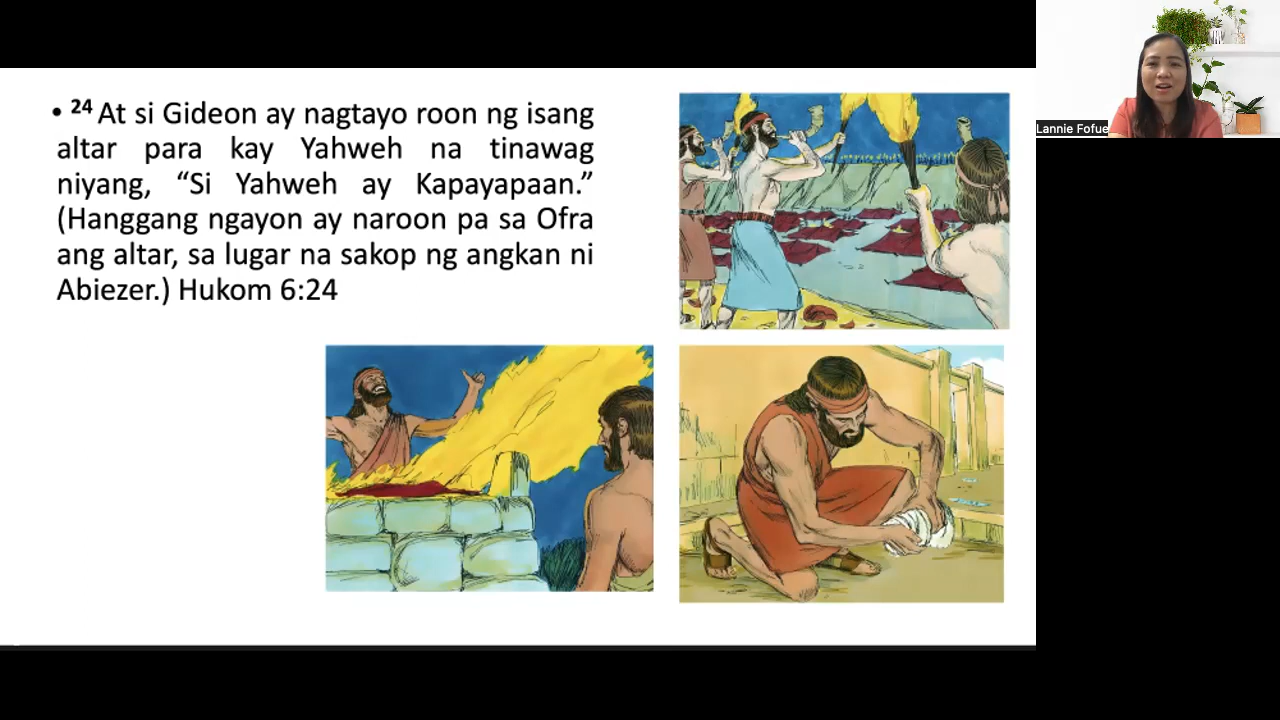 • 24 At si Gideon ay nagtayo roon ng isang
altar para kay Yahweh na tinawag
niyang, “Si Yahweh ay Kapayapaan.”
(Hanggang ngayon ay naroon pa sa Ofra
ang altar, sa lugar na sakop ng angkan ni
Abiezer.) Hukom 6:24
Lannie Fofue